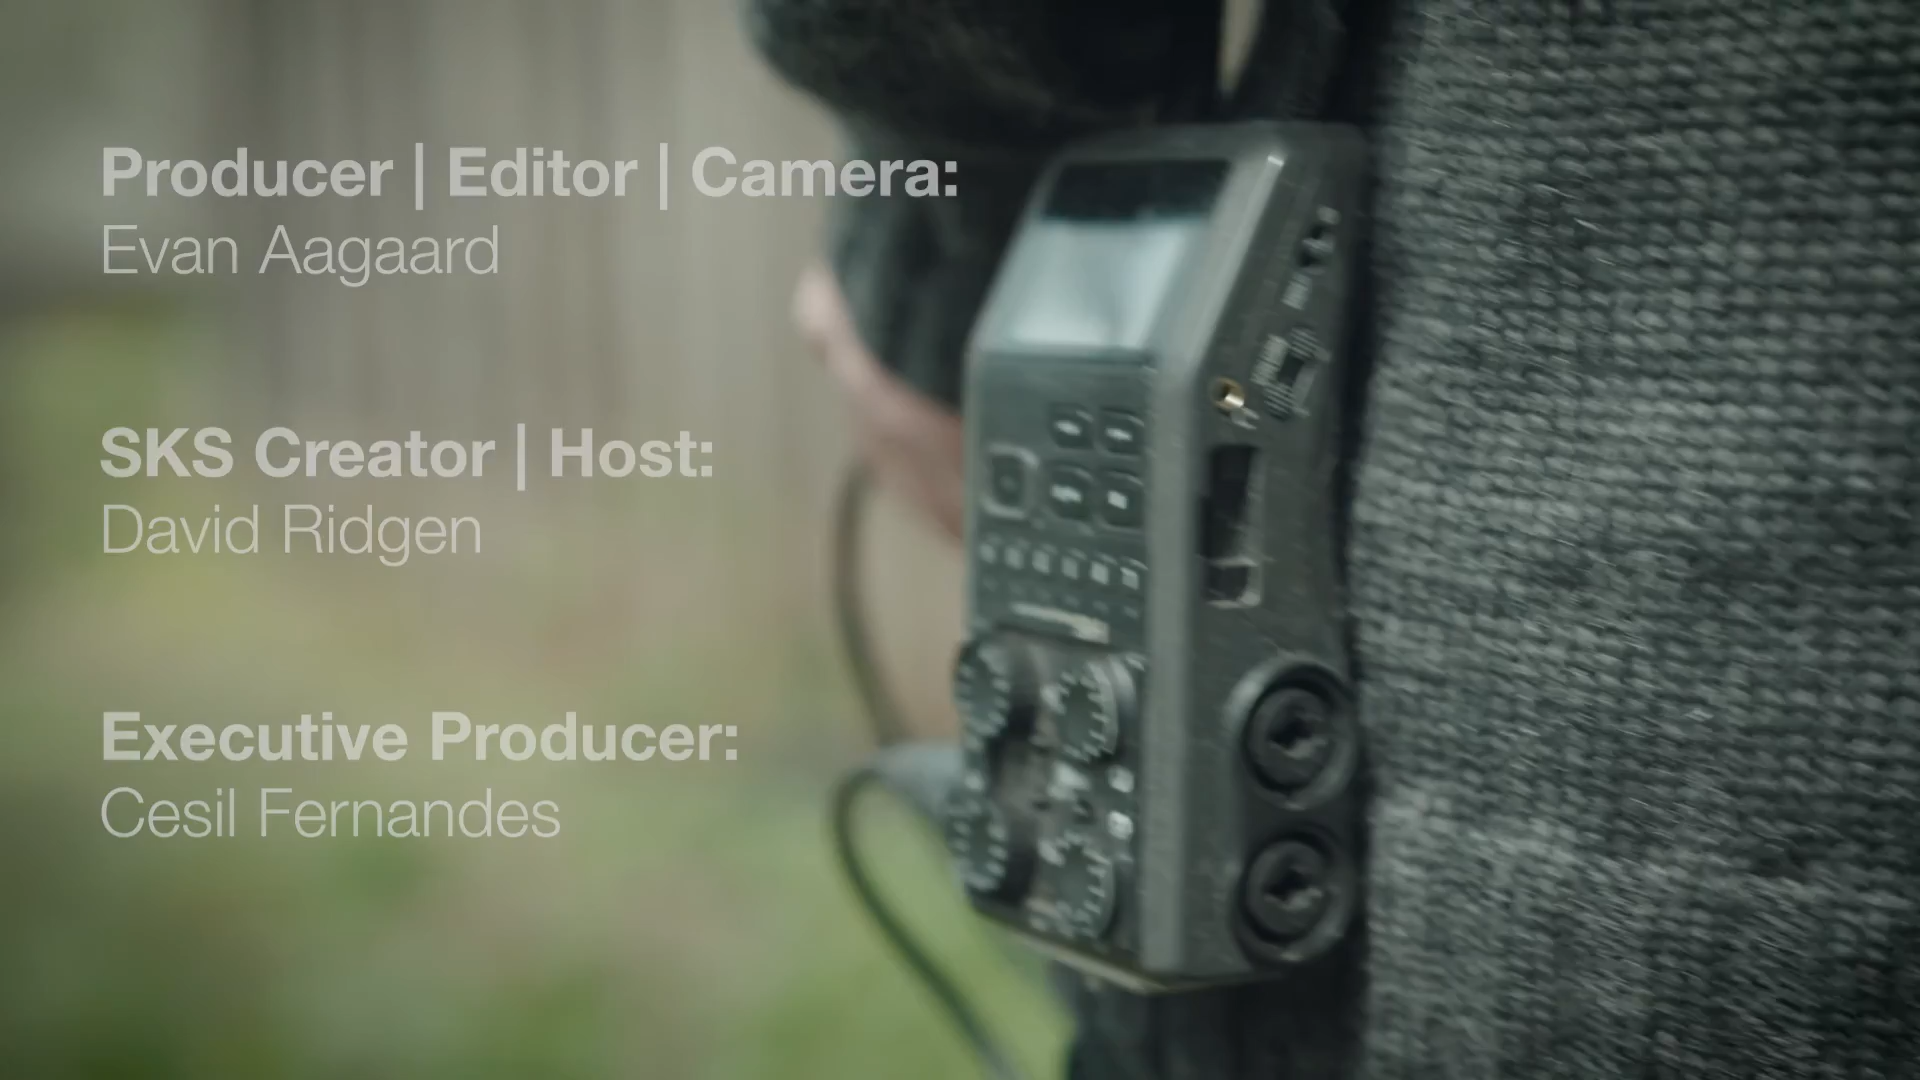 Producer | Editor | Camera:
Evan Aagaard
SKS Creator | Host:
David Ridgen
Executive Producer:
Cesil Fernandes